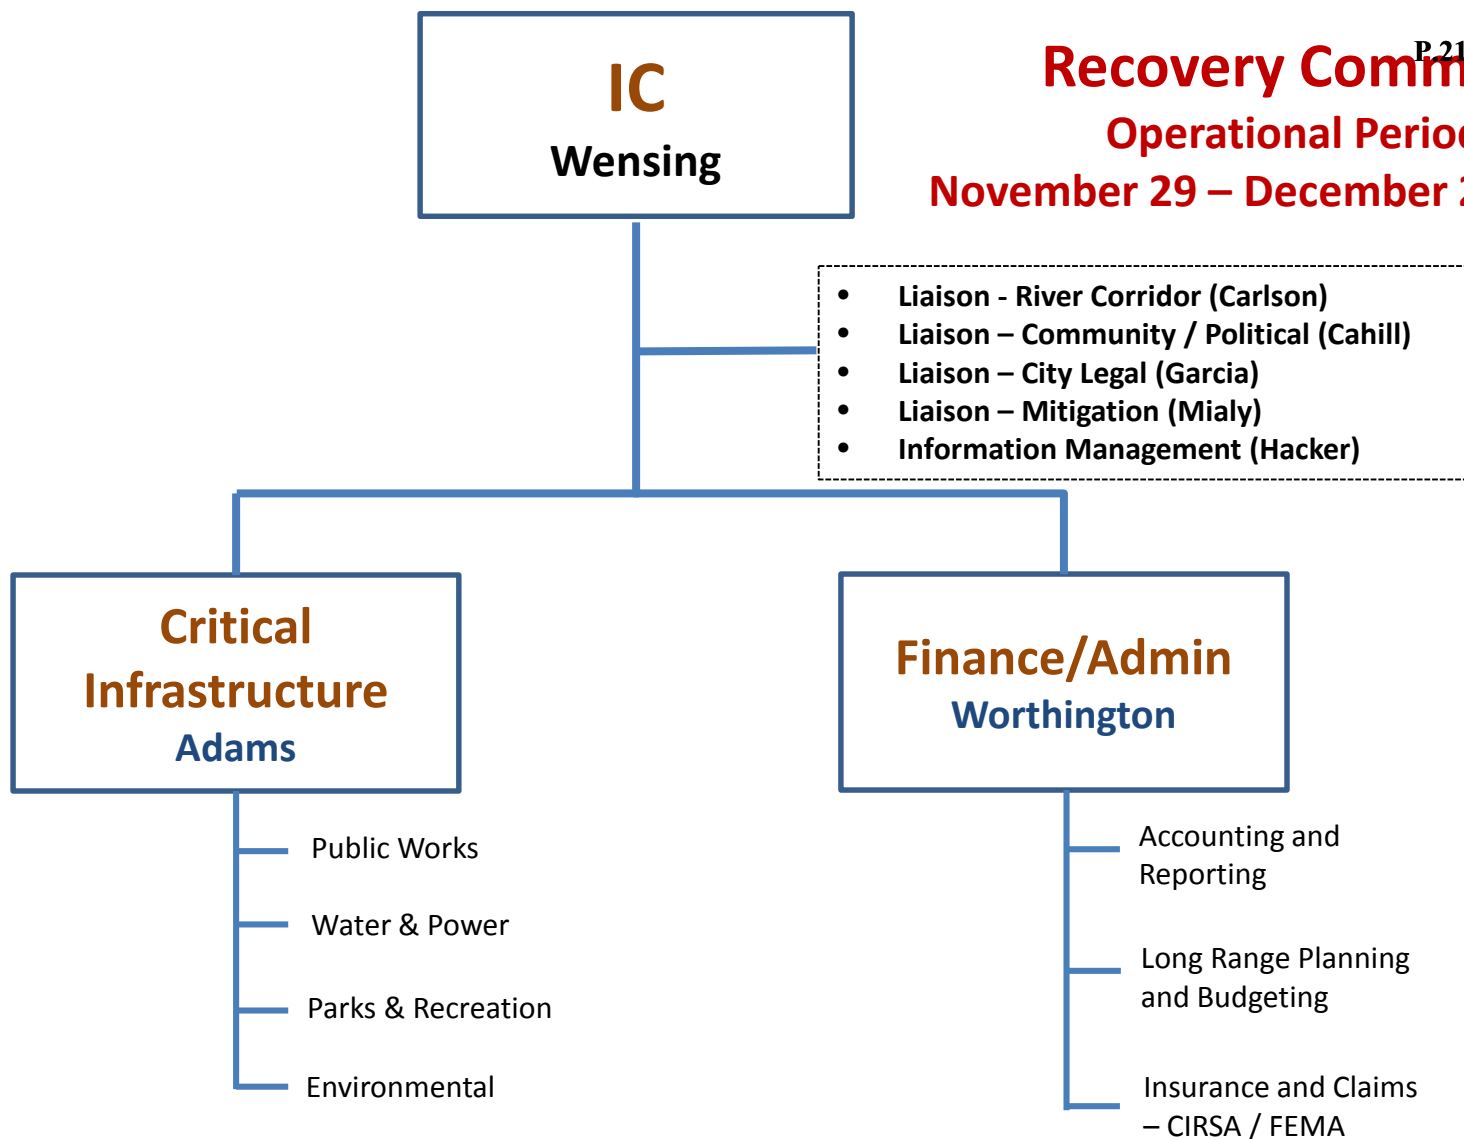 IC
Wensing
P.21
Recovery Comm
Operational Period
November 29 – December 2
• Liaison - River Corridor (Carlson)
• Liaison – Community / Political (Cahill)
• Liaison – City Legal (Garcia)
• Liaison – Mitigation (Mialy)
• Information Management (Hacker)
Critical
Infrastructure
Adams
Finance/Admin
Worthington
Public Works
Water & Power
Parks & Recreation
Environmental
Accounting and
Reporting
Long Range Planning
and Budgeting
Insurance and Claims
– CIRSA / FEMA